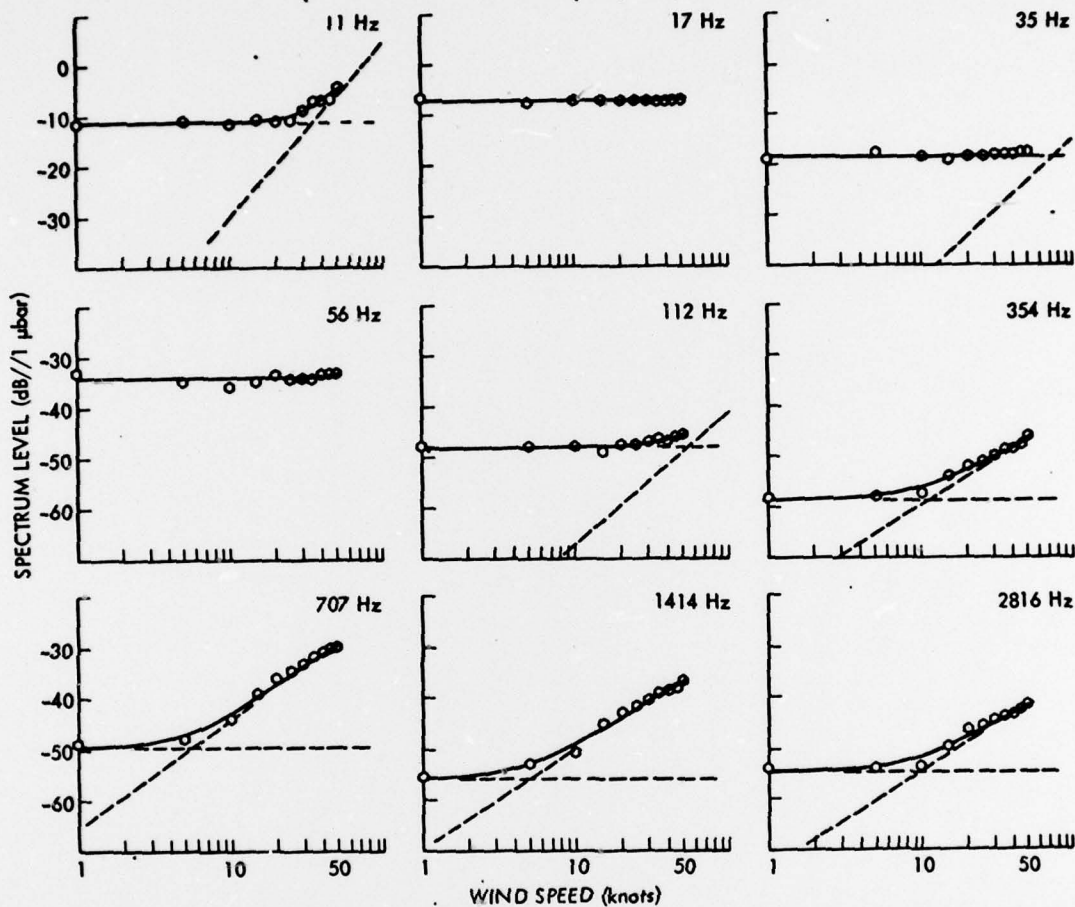 11 Hz
17 Hz
35 Hz
0
-10
-20
-30
56 Hz
112 Hz
354 Hz
-30
-40
-50
-60
707 Hz
1414 Hz
2816 Hz
-30
-40
-50
-60
1 10 50
1 10 50
1 10 50
SPECTRUM LEVEL (dB//1 μbar)
WIND SPEED (knots)